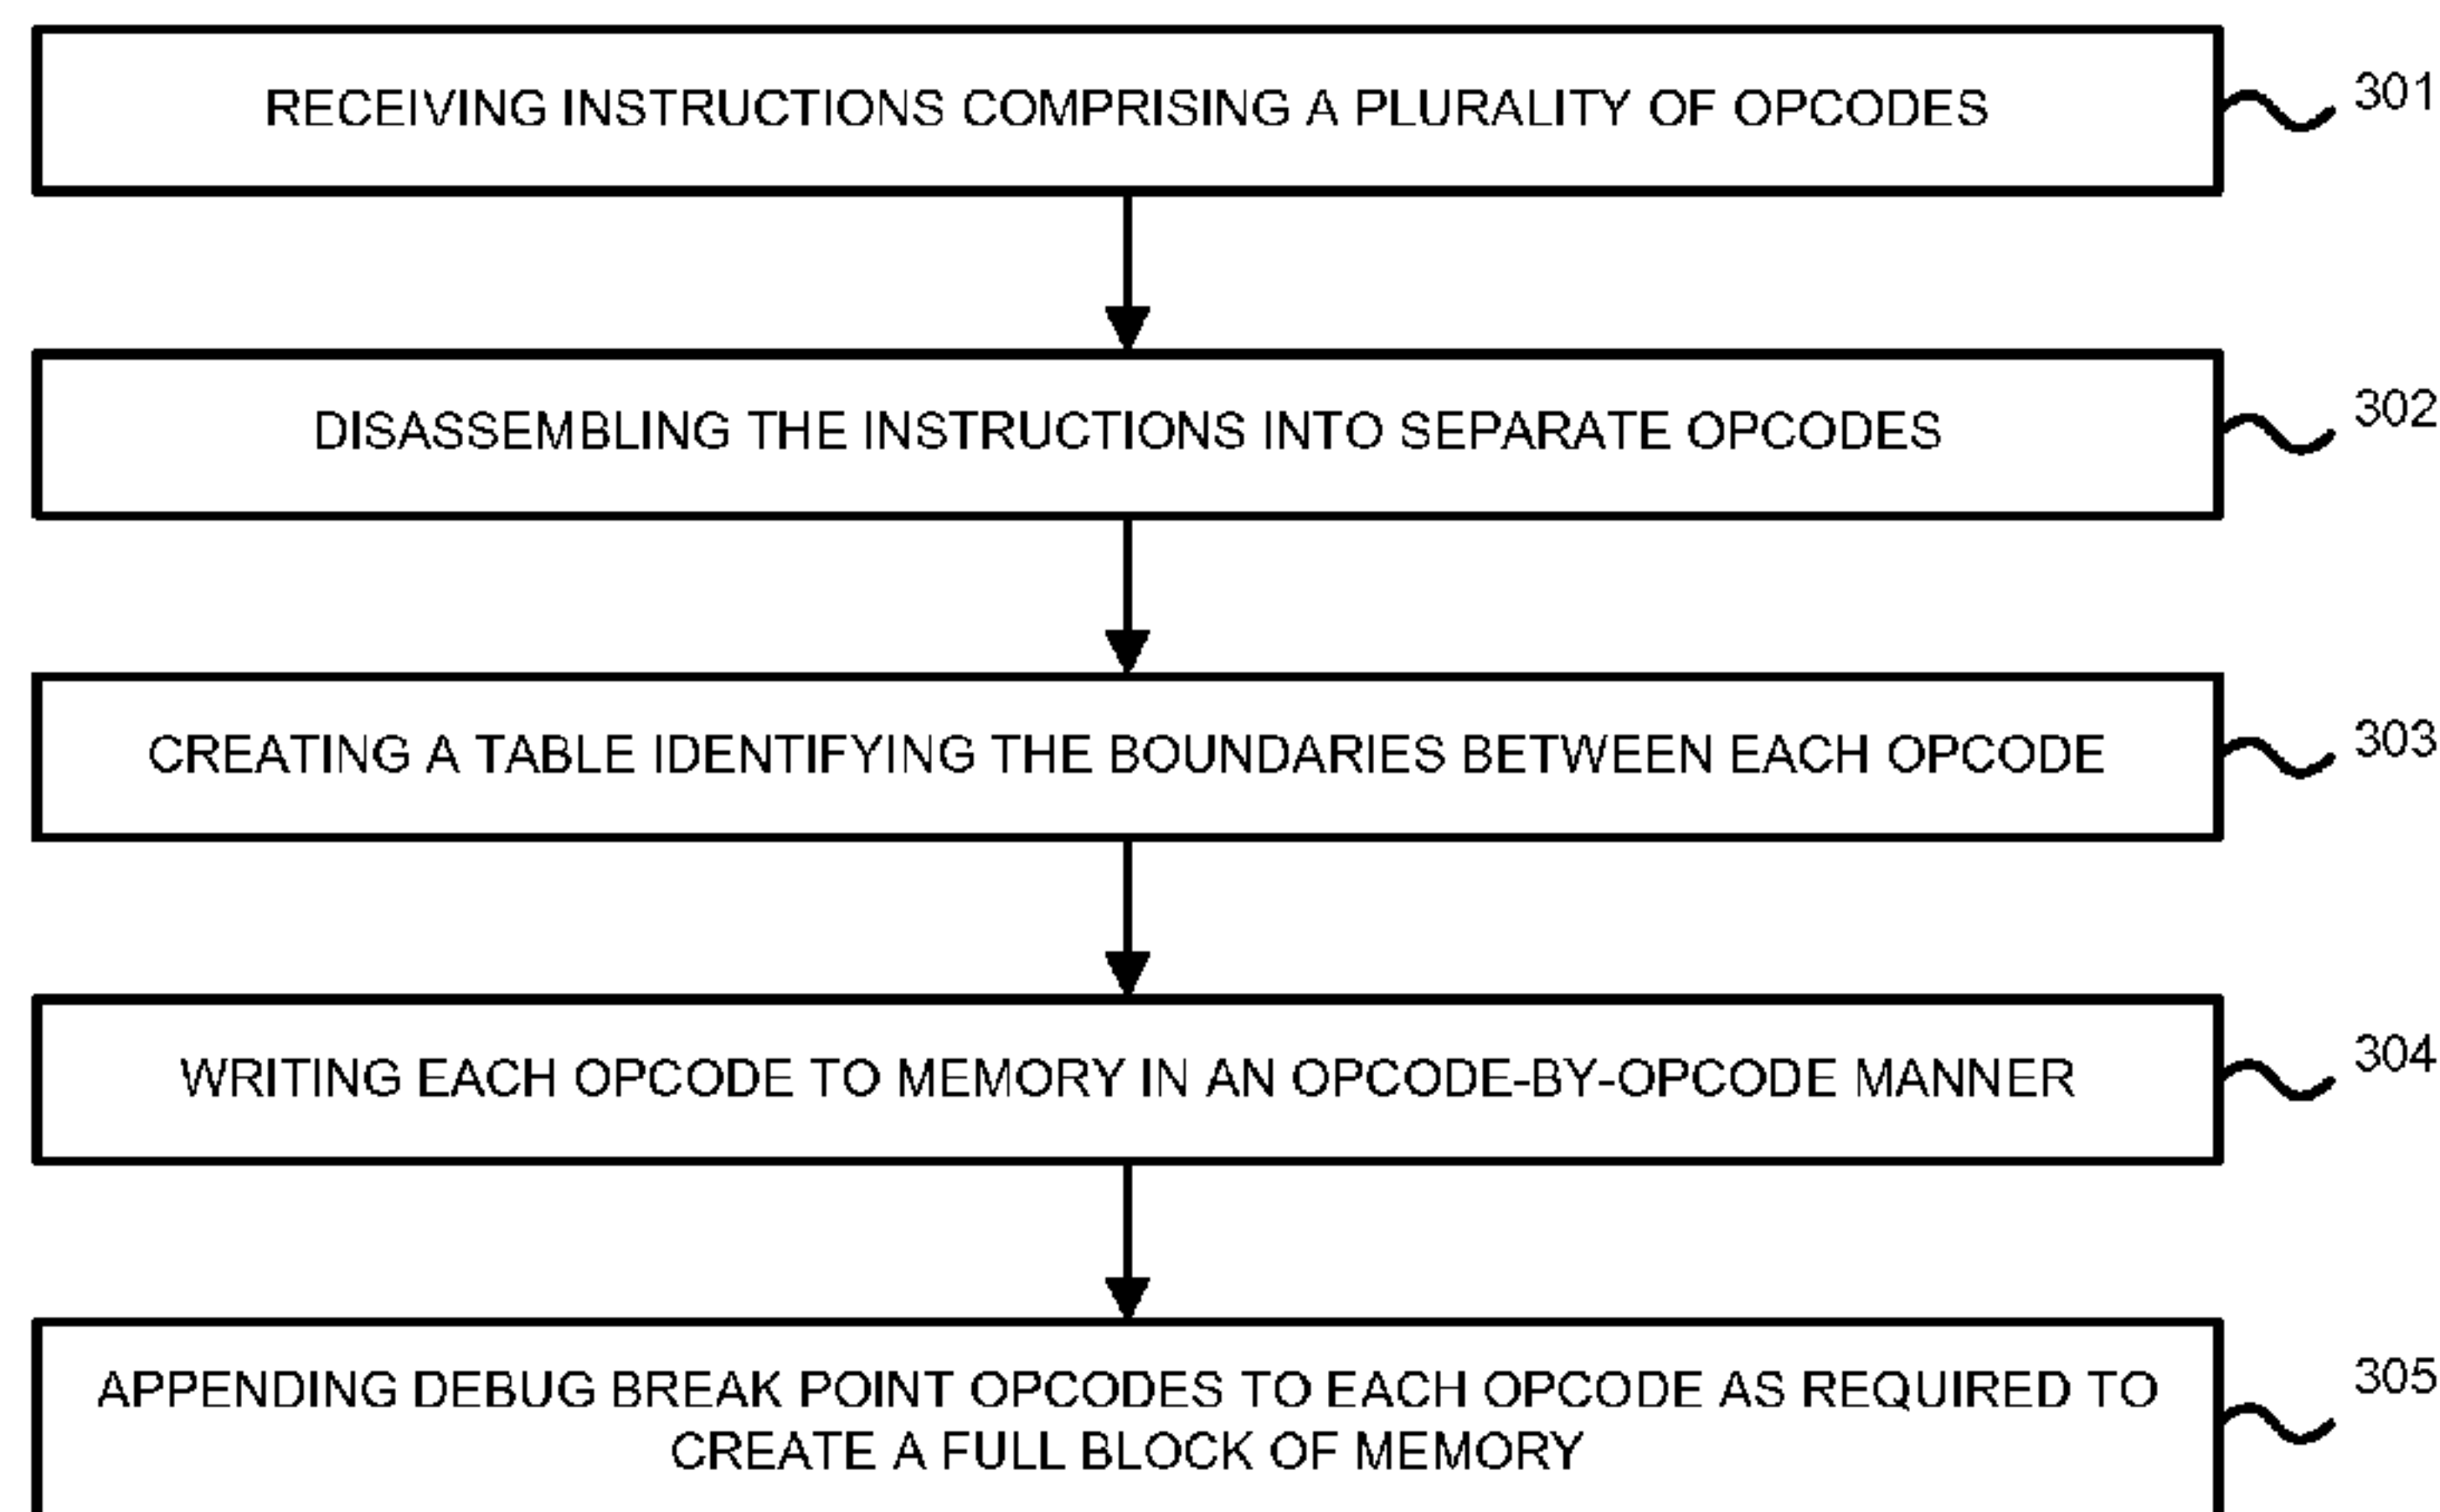 RECEIVING INSTRUCTIONS COMPRISING A PLURALITY OF OPCODES
301
DISASSEMBLING THE INSTRUCTIONS INTO SEPARATE OPCODES
302
CREATING A TABLE IDENTIFYING THE BOUNDARIES BETWEEN EACH OPCODE
303
WRITING EACH OPCODE TO MEMORY IN AN OPCODE-BY-OPCODE MANNER
304
APPENDING DEBUG BREAK POINT OPCODES TO EACH OPCODE AS REQUIRED TO
CREATE A FULL BLOCK OF MEMORY
305